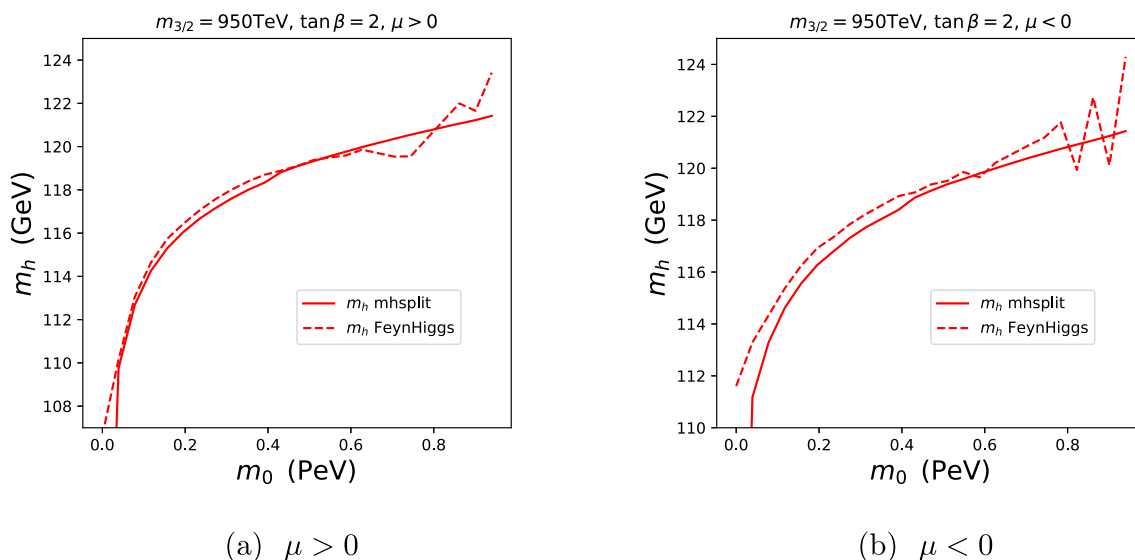 m_{3/2} = 950TeV, tan β = 2, μ > 0
124
122
120
118
116
114
112
110
108
m_h (GeV)
m_h mhsplit
m_h FeynHiggs
0.0 0.2 0.4 0.6 0.8
m_0 (PeV)
(a) μ > 0
m_{3/2} = 950TeV, tan β = 2, μ < 0
124
122
120
118
116
114
112
110
m_h (GeV)
m_h mhsplit
m_h FeynHiggs
0.0 0.2 0.4 0.6 0.8
m_0 (PeV)
(b) μ < 0